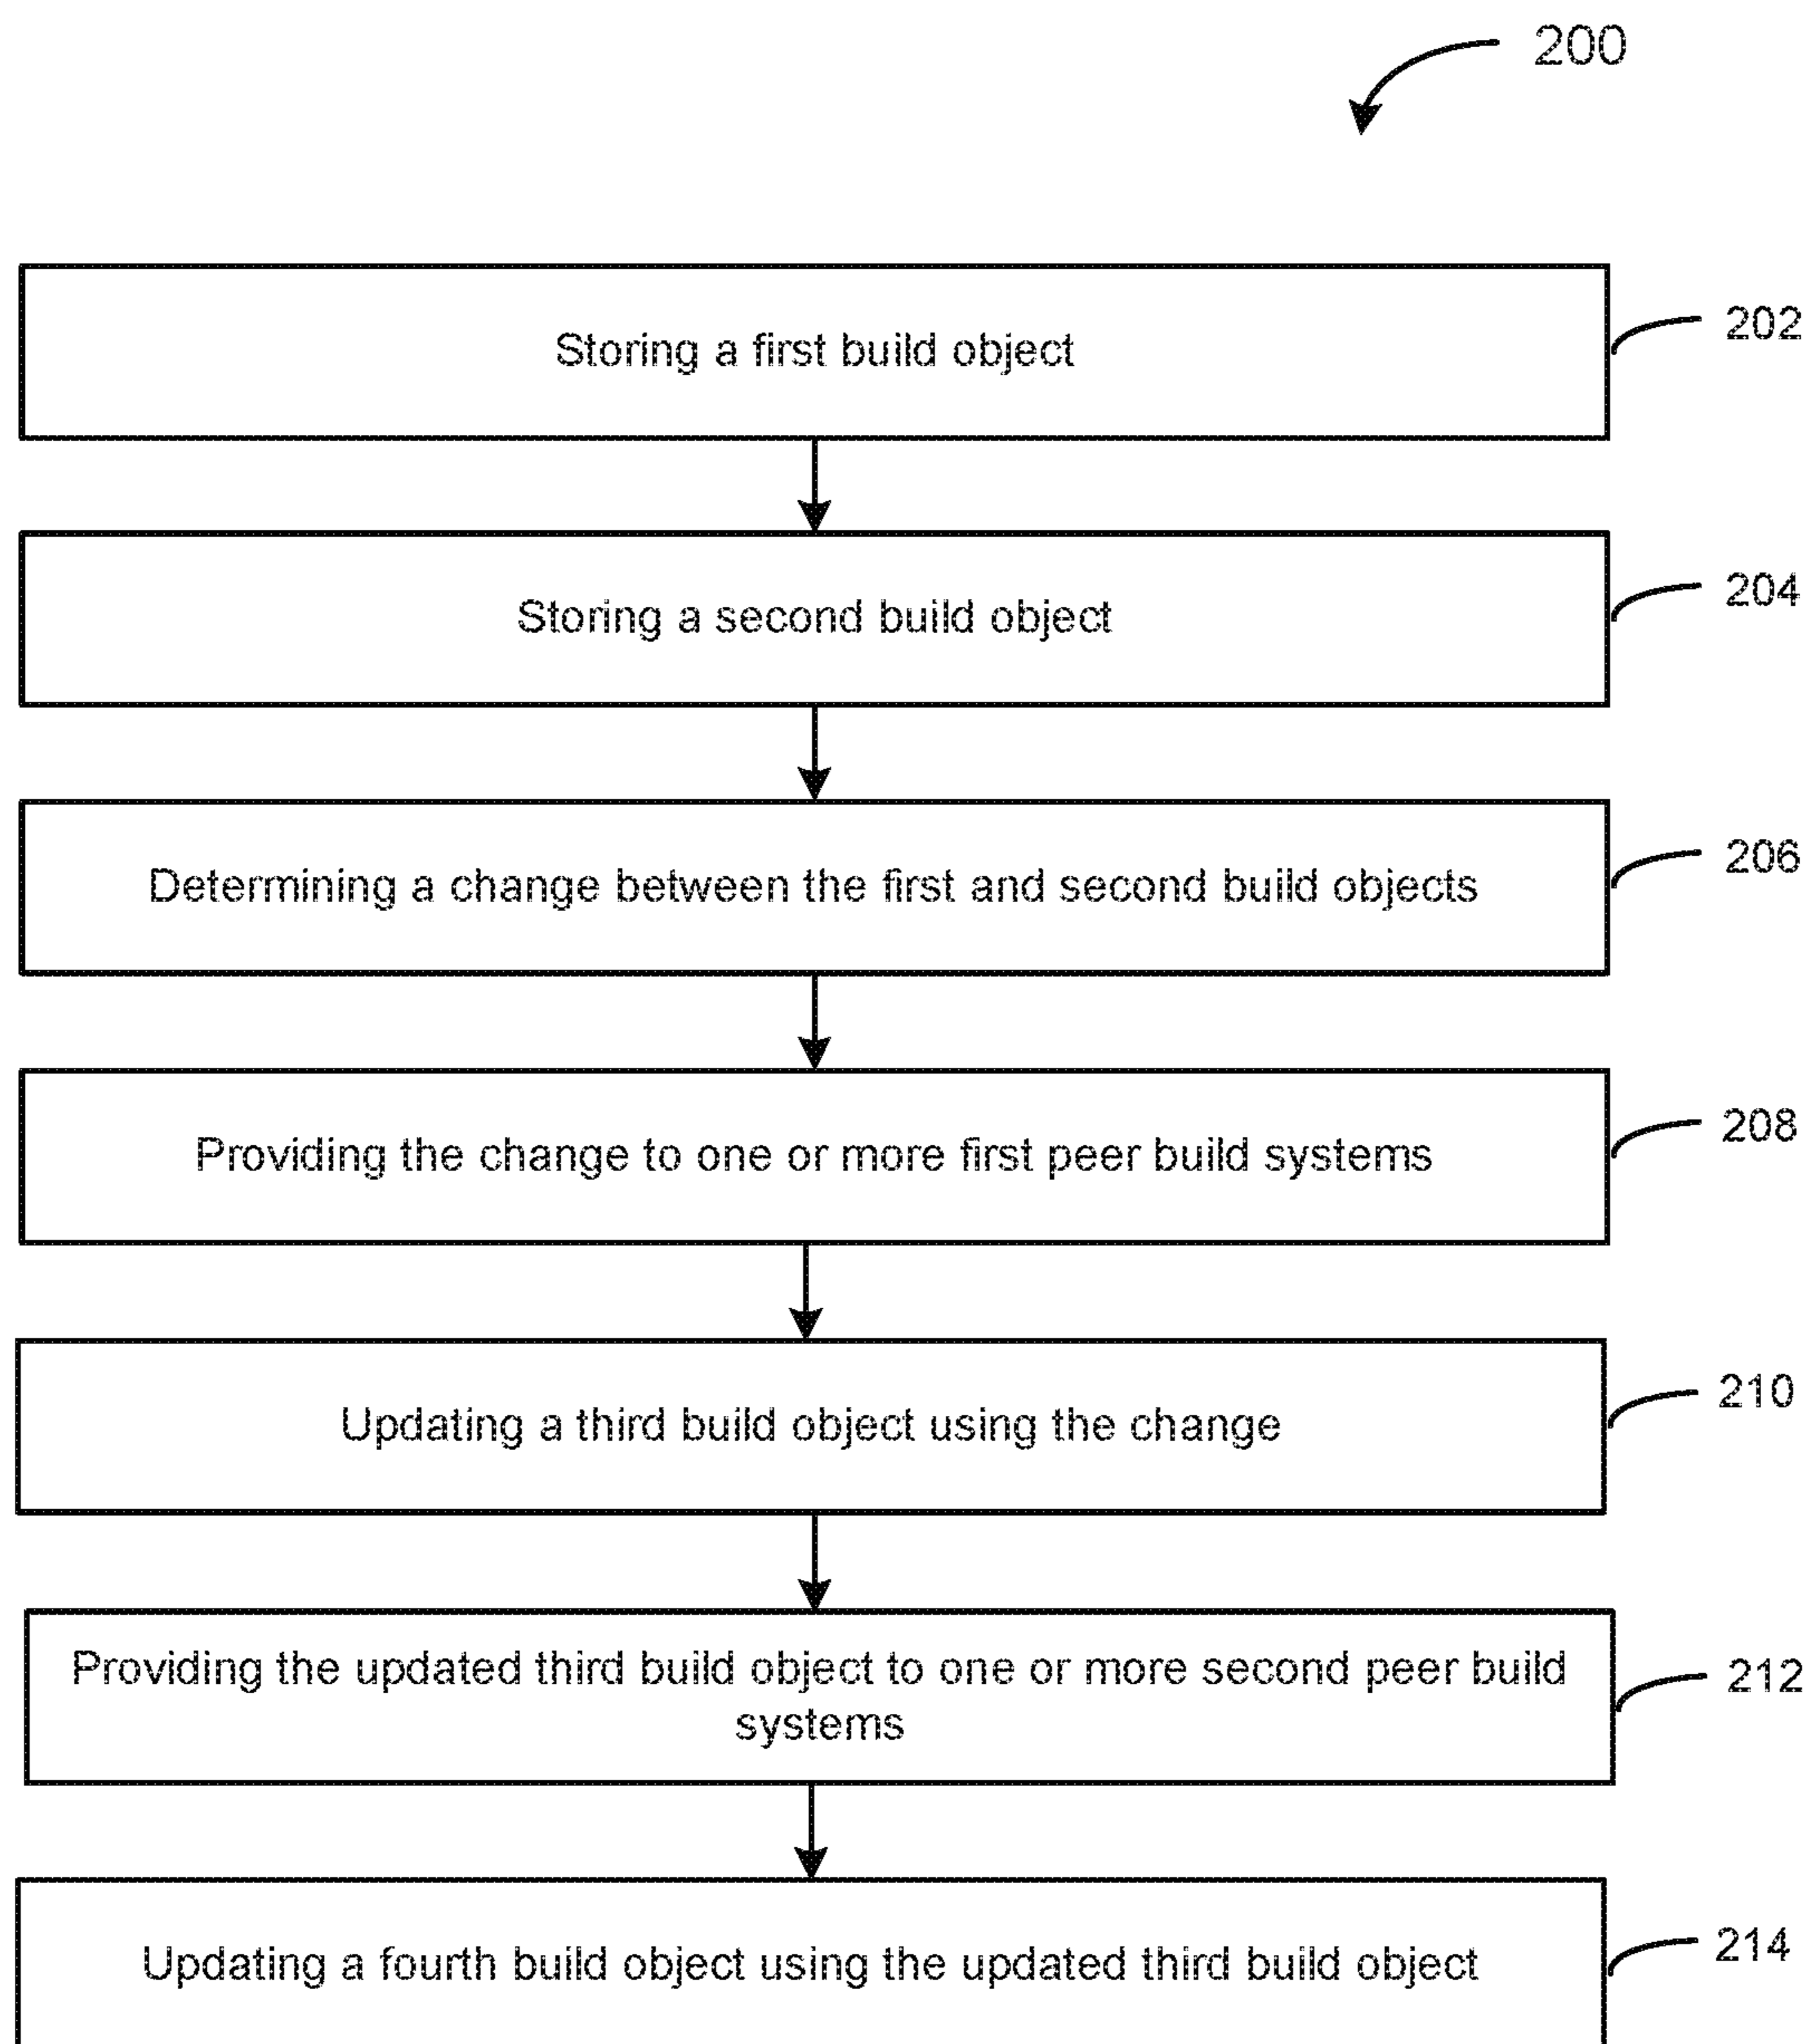 200
Storing a first build object
202
Storing a second build object
204
Determining a change between the first and second build objects
206
Providing the change to one or more first peer build systems
208
Updating a third build object using the change
210
Providing the updated third build object to one or more second peer build
systems
212
Updating a fourth build object using the updated third build object
214